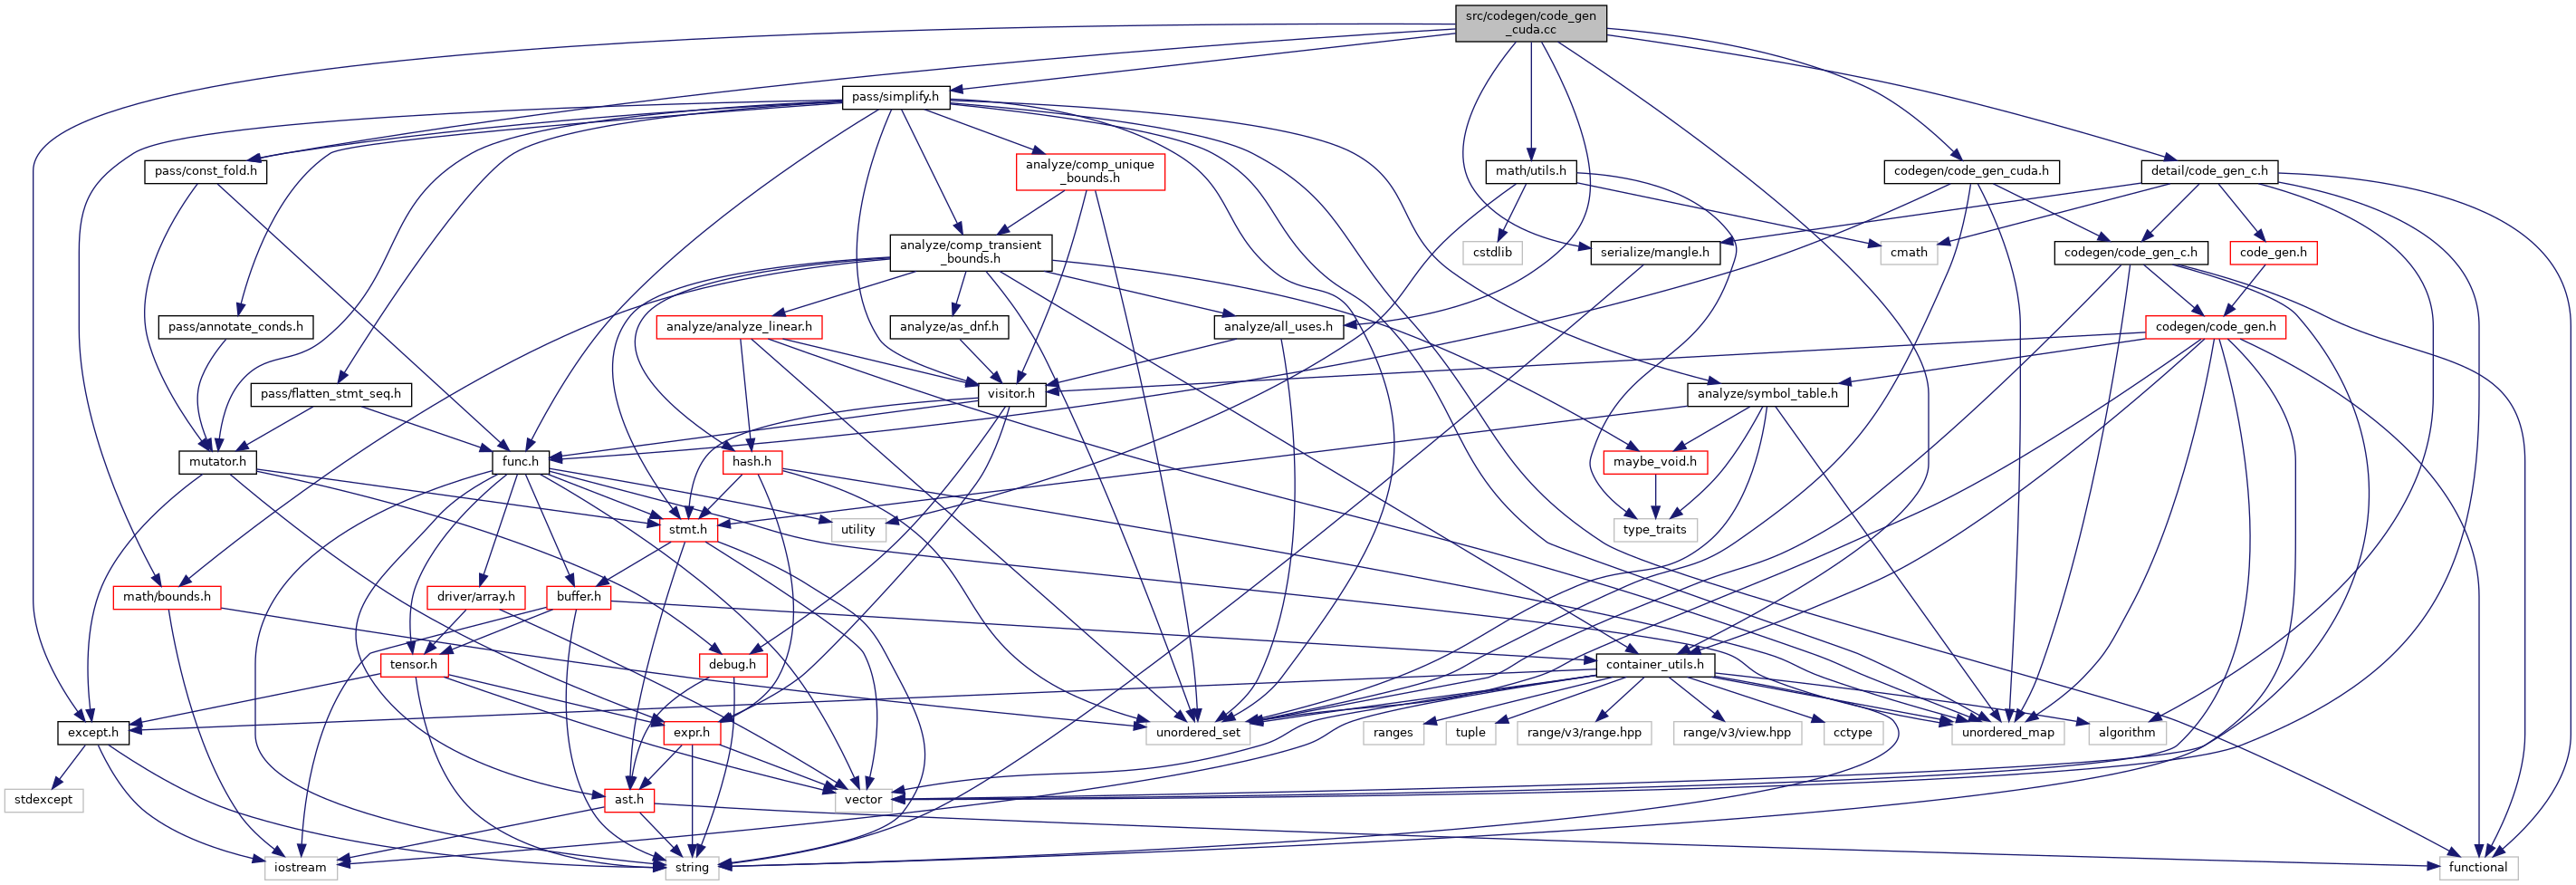 src/codegen/code_gen
_cuda.cc
pass/simplify.h
pass/const_fold.h
analyze/comp_unique
_bounds.h
math/utils.h
codegen/code_gen_cuda.h
detail/code_gen_c.h
analyze/comp_transient
_bounds.h
cstdlib
serialize/mangle.h
cmath
codegen/code_gen_c.h
code_gen.h
pass/annotate_conds.h
analyze/analyze_linear.h
analyze/as_dnf.h
analyze/all_uses.h
codegen/code_gen.h
pass/flatten_stmt_seq.h
visitor.h
analyze/symbol_table.h
mutator.h
func.h
hash.h
maybe_void.h
stmt.h
utility
type_traits
math/bounds.h
driver/array.h
buffer.h
tensor.h
debug.h
container_utils.h
except.h
expr.h
unordered_set
ranges
tuple
range/v3/range.hpp
range/v3/view.hpp
cctype
unordered_map
algorithm
stdexcept
ast.h
vector
iostream
string
functional